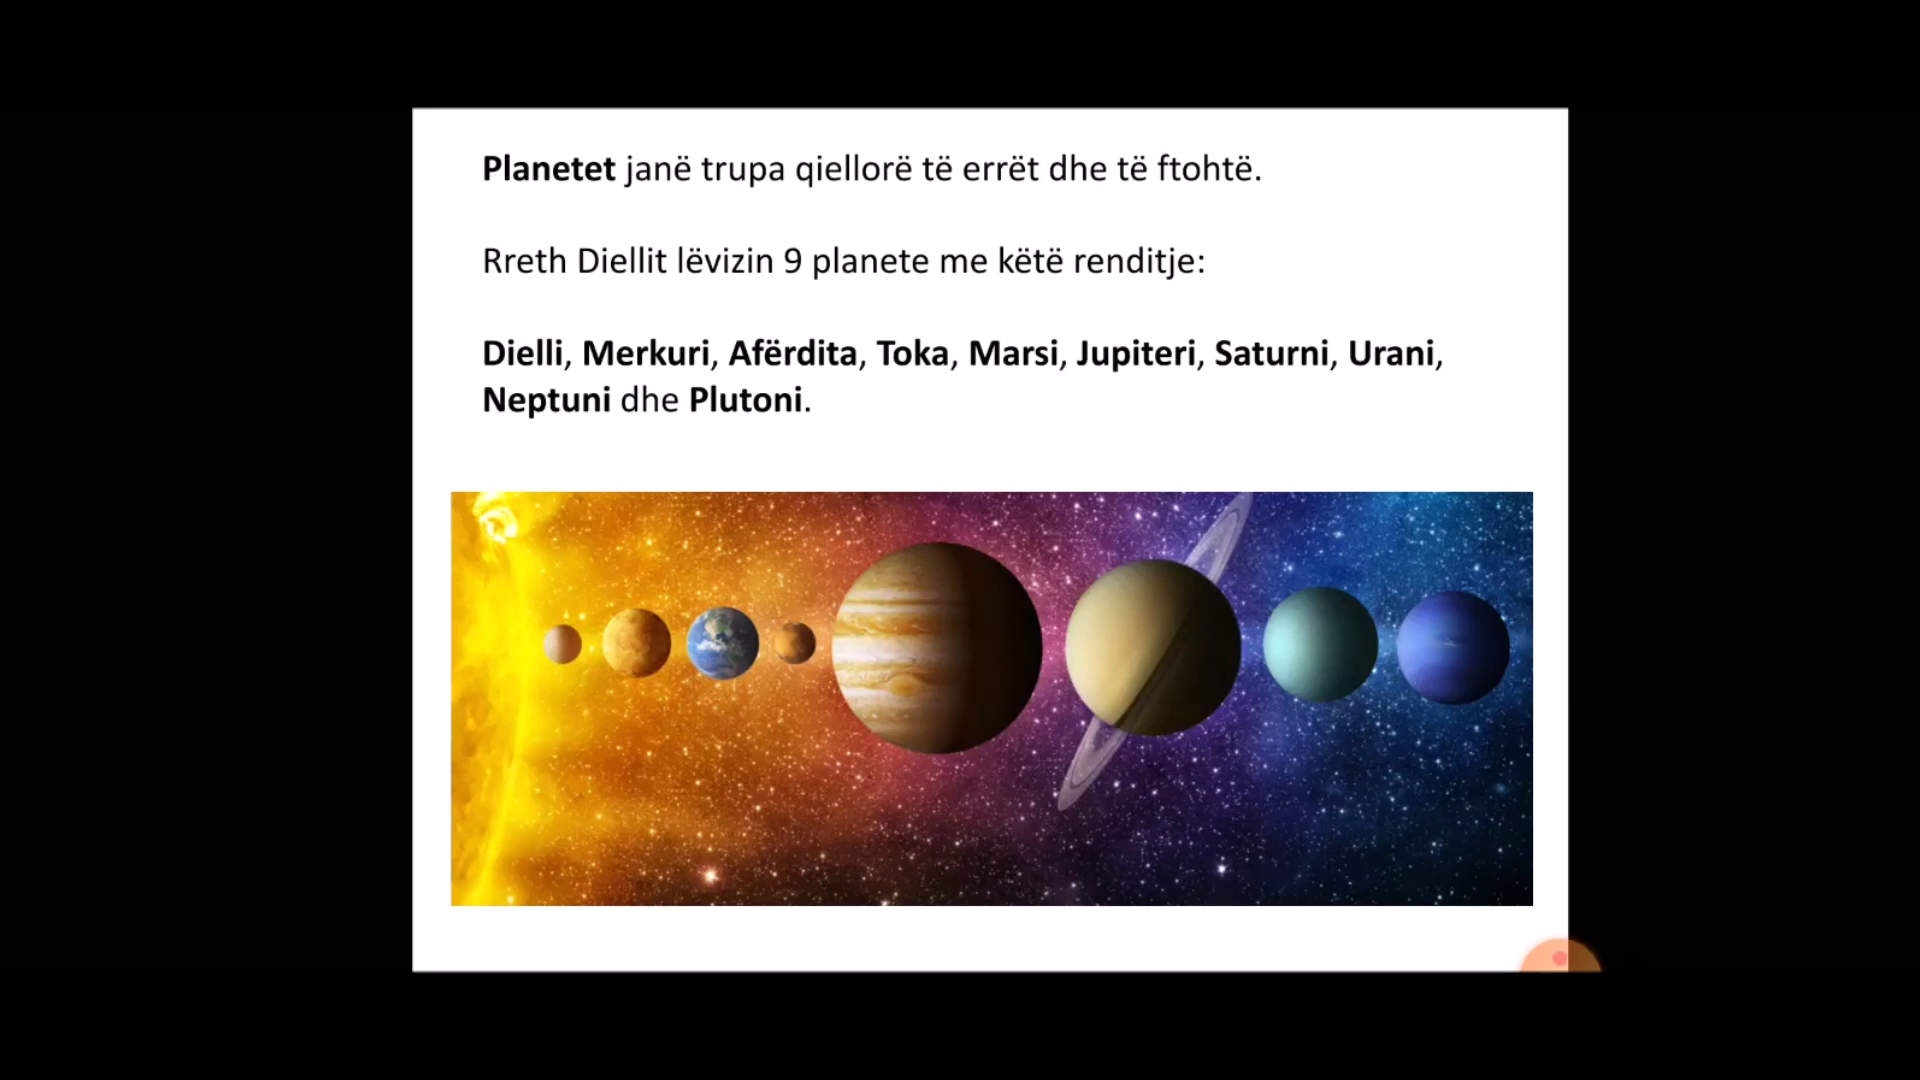 Planetet janë trupa qiellorë të errët dhe të ftohtë.
Rreth Diellit lëvizin 9 planete me këtë renditje:
Dielli, Merkuri, Afërdita, Toka, Marsi, Jupiteri, Saturni, Urani,
Neptuni dhe Plutoni.